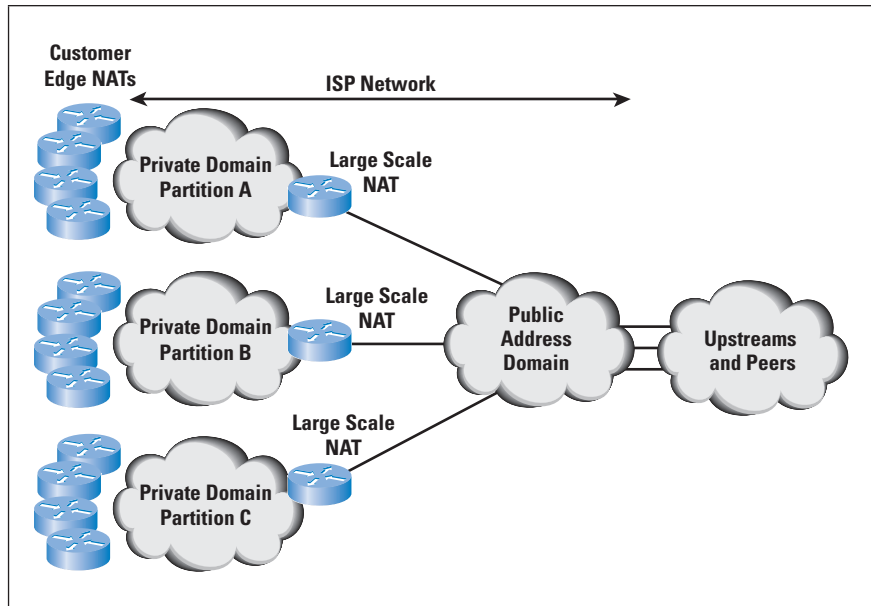 Customer
Edge NATs
ISP Network
Private Domain
Partition A
Large Scale
NAT
Private Domain
Partition B
Large Scale
NAT
Public
Address
Domain
Upstreams
and Peers
Private Domain
Partition C
Large Scale
NAT